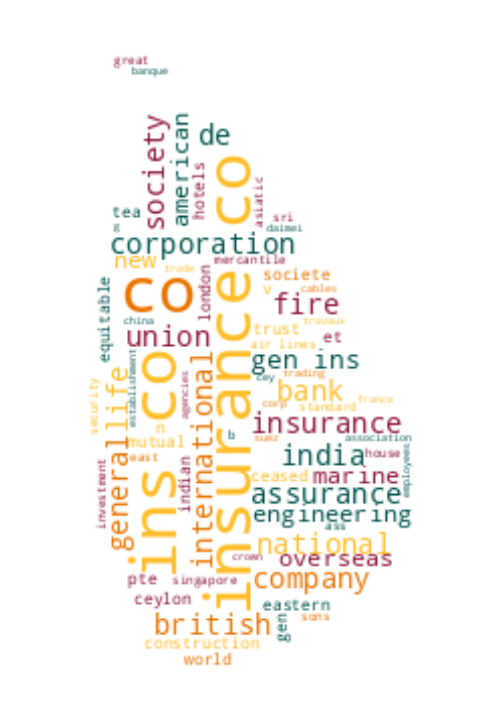 great
banque
society
american
de
hotels
insurance co
asiatic
tea
s
sri
daimei
corporation
new
trade
mercantile
societe
equitable
co
london
v
cables
fire
china
travaux
union
trust
et
air lines
ins co
international
gen ins
establishment
life
security
agencies
cey
trading
bank
france
corp
standard
insurance
n
b
suez
association
mutual
general
east
indian
india
house
employees
investment
ceased
marine
assurance
engineering
ass
national
crown
overseas
pte
singapore
company
ceylon
eastern
british
gen
sons
construction
world